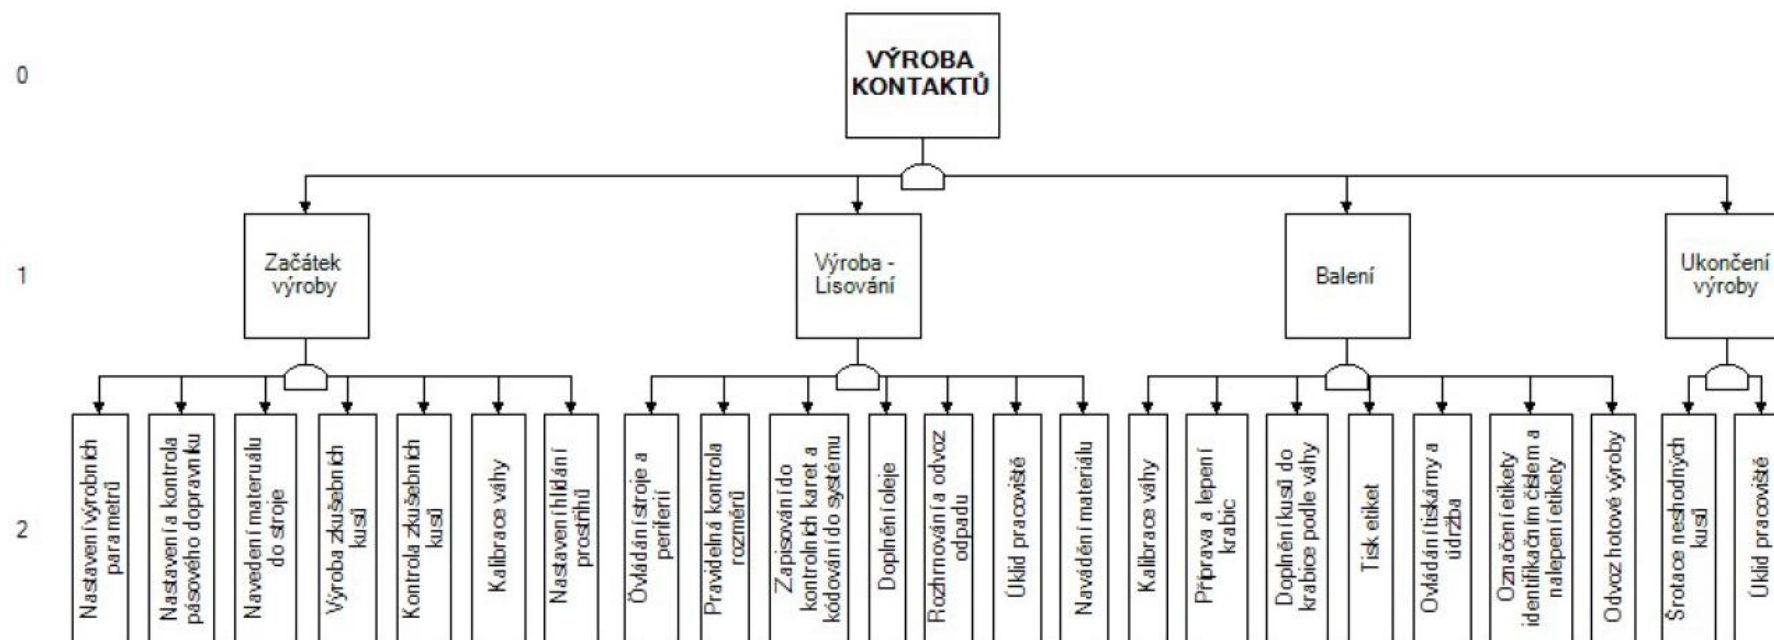 0
VÝROBA
KONTAKTŮ
1
Začátek
výroby
Výroba -
Lisování
Balení
Ukončení
výroby
2
Nastavení výrobních
parametrů
Nastavení a kontrola
pásového dopravníku
Navedení materuálu
do stroje
Výroba zkušebních
kusů
Kontrola zkušebních
kusů
Kalibrace váhy
Nastavení hlídání
prostřihů
Ovládání stroje a
periferií
Pravidelná kontrola
rozměrů
Zapisování do
kontrolních karet a
kódování do systému
Doplnění oleje
Rozhrnování a odvoz
odpadu
Úklid pracoviště
Navádění materiálu
Kalibrace váhy
Příprava a lepení
krabic
Doplnění kusů do
krabice podle váhy
Tisk etiket
Ovládání tiskárny a
údržba
Označení etikety
identifikačním číslem a
nalepení etikety
Odvoz hotové výroby
Šrotace neshodných
kusů
Úklid pracoviště